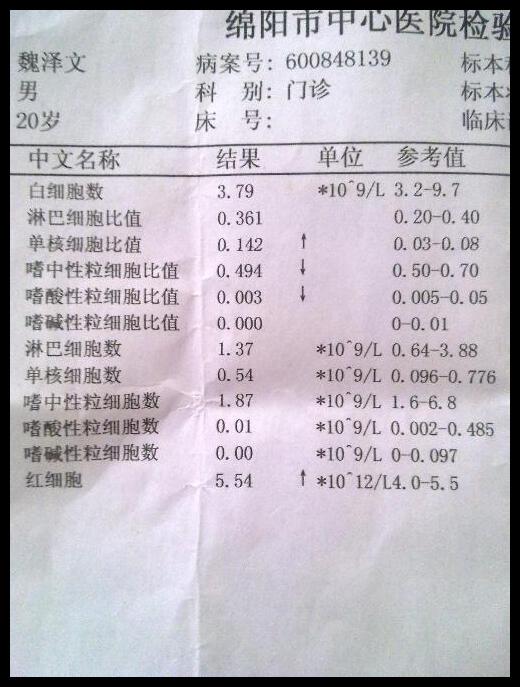 绵阳市中心医院检验
魏泽文 病案号: 600848139 标本
男 科 别: 门诊 标本
20岁 床 号: 临床
中文名称 结果 单位 参考值
白细胞数 3.79 *10^9/L 3.2-9.7
淋巴细胞比值 0.361 0.20-0.40
单核细胞比值 0.142 ↑ 0.03-0.08
嗜中性粒细胞比值 0.494 ↓ 0.50-0.70
嗜酸性粒细胞比值 0.003 ↓ 0.005-0.05
嗜碱性粒细胞比值 0.000 0-0.01
淋巴细胞数 1.37 *10^9/L 0.64-3.88
单核细胞数 0.54 *10^9/L 0.096-0.776
嗜中性粒细胞数 1.87 *10^9/L 1.6-6.8
嗜酸性粒细胞数 0.01 *10^9/L 0.002-0.485
嗜碱性粒细胞数 0.00 *10^9/L 0-0.097
红细胞 5.54 ↑ *10^12/L4.0-5.5